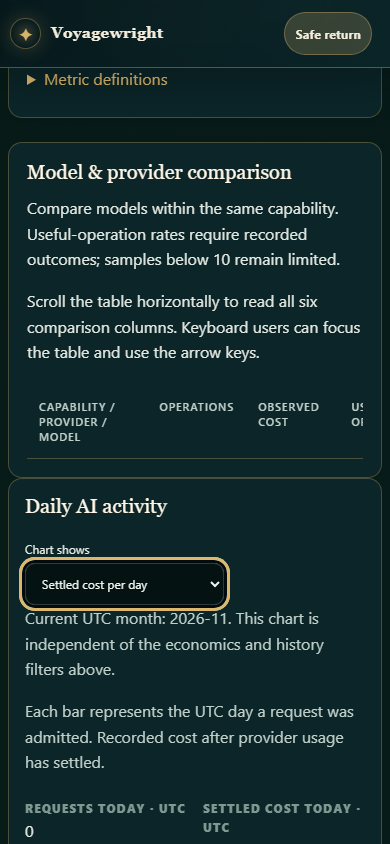 Voyagewright
Safe return
Metric definitions
Model & provider comparison
Compare models within the same capability.
Useful-operation rates require recorded
outcomes; samples below 10 remain limited.
Scroll the table horizontally to read all six
comparison columns. Keyboard users can focus
the table and use the arrow keys.
CAPABILITY /
PROVIDER /
MODEL
OPERATIONS
OBSERVED
COST
Daily AI activity
Chart shows
Settled cost per day
Current UTC month: 2026-11. This chart is
independent of the economics and history
filters above.
Each bar represents the UTC day a request was
admitted. Recorded cost after provider usage
has settled.
REQUESTS TODAY · UTC
0
SETTLED COST TODAY ·
UTC